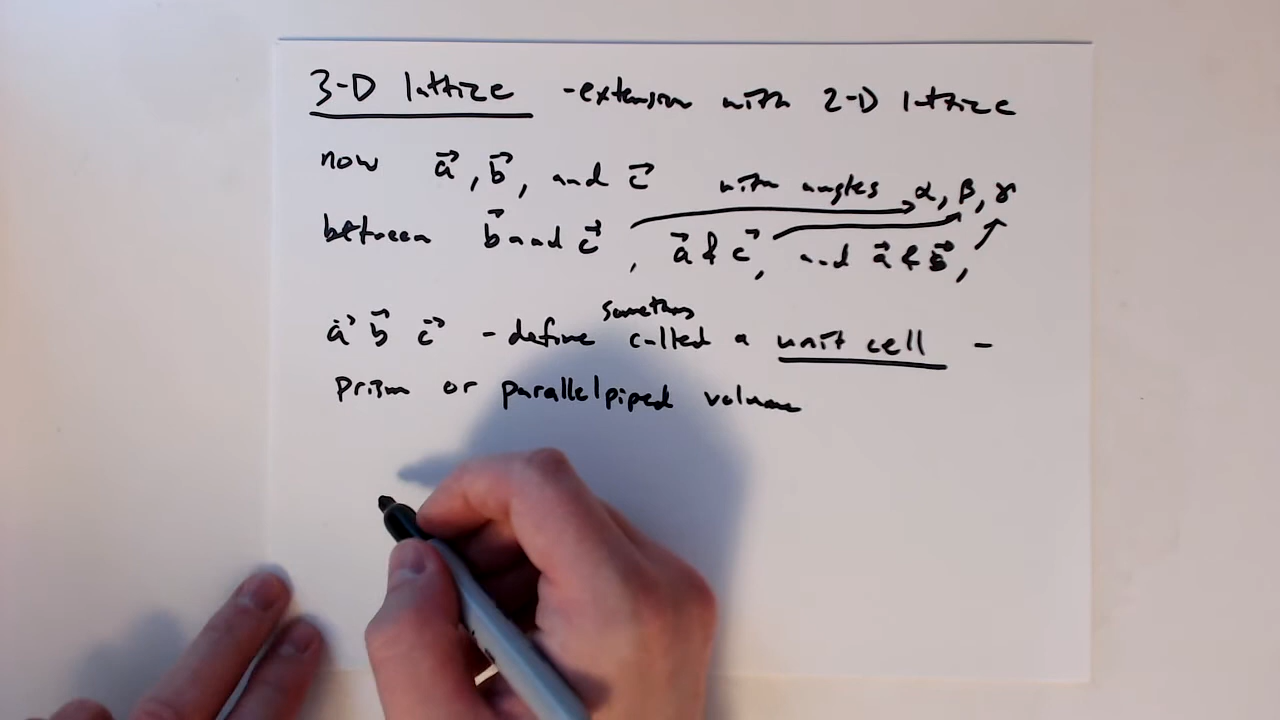 3-D lattice - extension with 2-D lattice
now a⃗, b⃗, and c⃗ with angles α, β, γ
between b⃗ and c⃗, a⃗ & c⃗, and a⃗ & b⃗,
something
a⃗ b⃗ c⃗ - define called a unit cell -
prism or parallelpiped volume